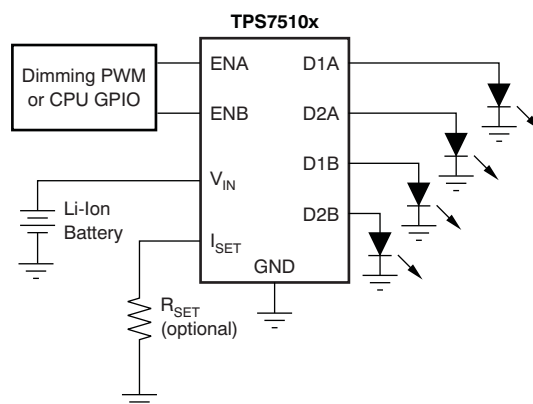 TPS7510x
Dimming PWM
or CPU GPIO
ENA
ENB
D1A
D2A
D1B
D2B
VIN
ISET
GND
Li-Ion
Battery
RSET
(optional)